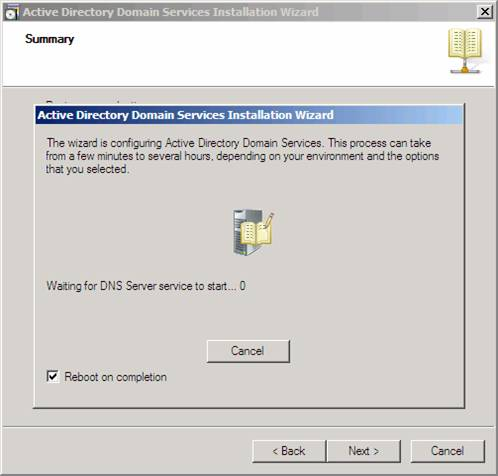 Active Directory Domain Services Installation Wizard
Summary
Active Directory Domain Services Installation Wizard
The wizard is configuring Active Directory Domain Services. This process can take
from a few minutes to several hours, depending on your environment and the options
that you selected.
Waiting for DNS Server service to start... 0
Cancel
Reboot on completion
< Back
Next >
Cancel